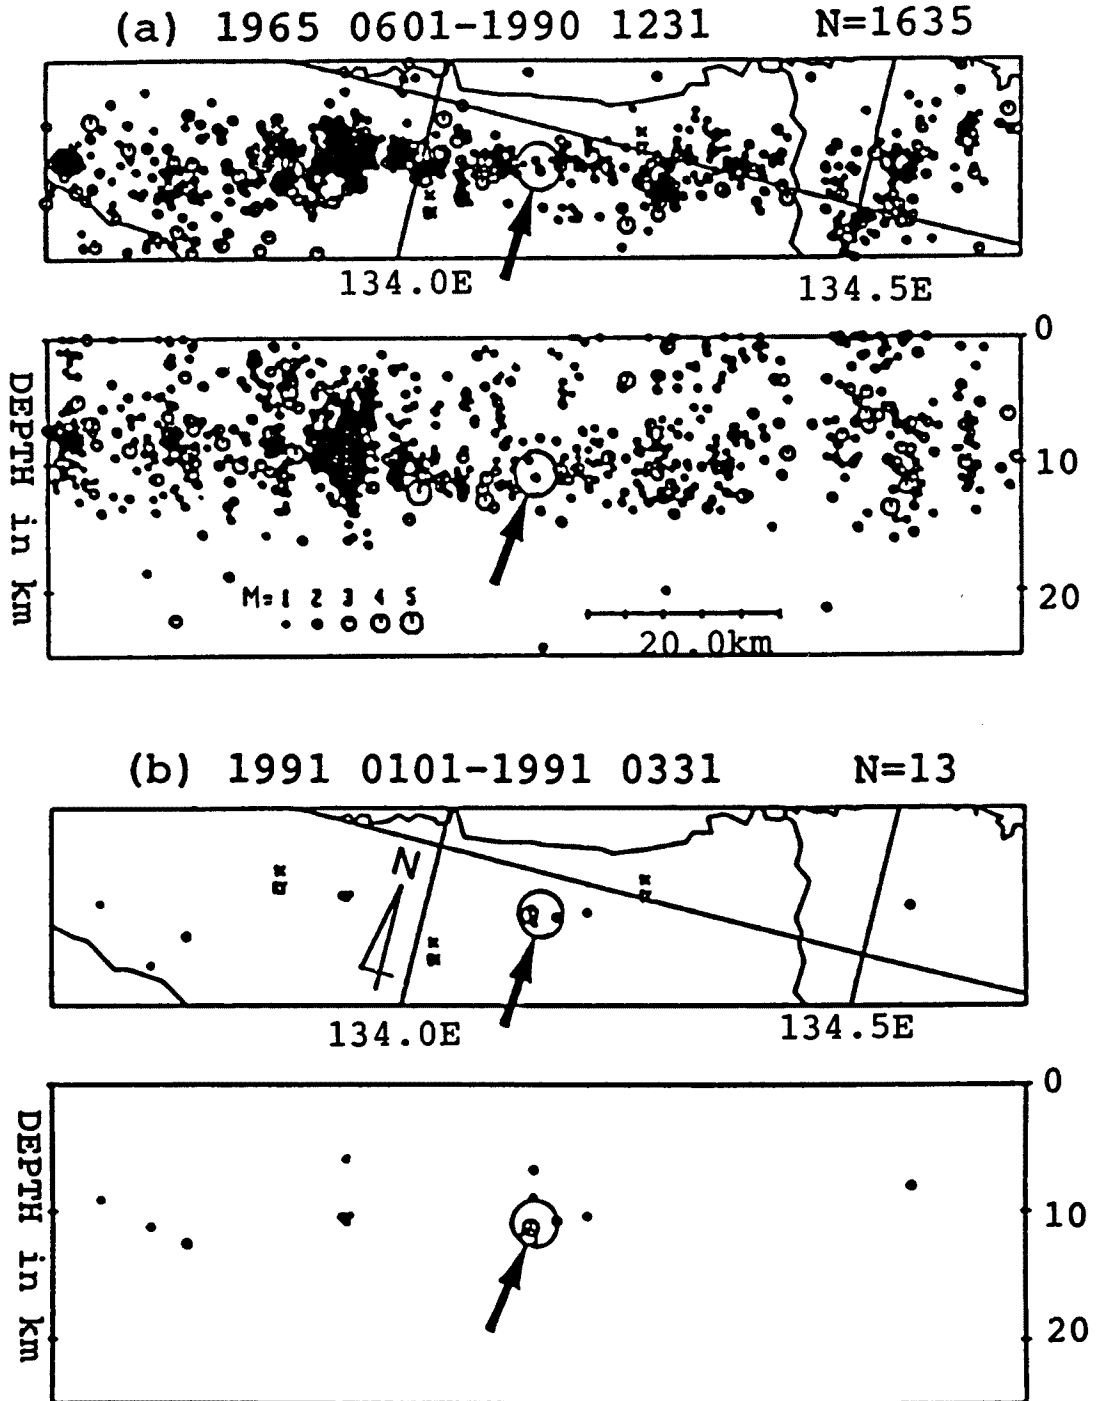 (a) 1965 0601-1990 1231 N=1635
134.0E 134.5E
0
10
20
DEPTH in km
M= 1 2 3 4 5
20.0km
(b) 1991 0101-1991 0331 N=13
N
134.0E 134.5E
0
10
20
DEPTH in km